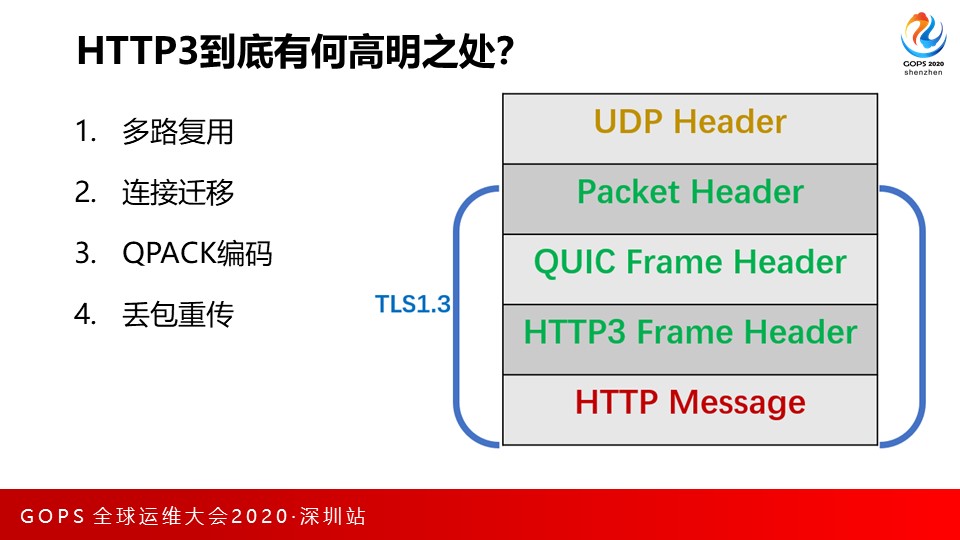 HTTP3到底有何高明之处?
GOPS 2020
shenzhen
1. 多路复用
2. 连接迁移
3. QPACK编码
4. 丢包重传
TLS1.3
UDP Header
Packet Header
QUIC Frame Header
HTTP3 Frame Header
HTTP Message
GOPS 全球运维大会2020·深圳站